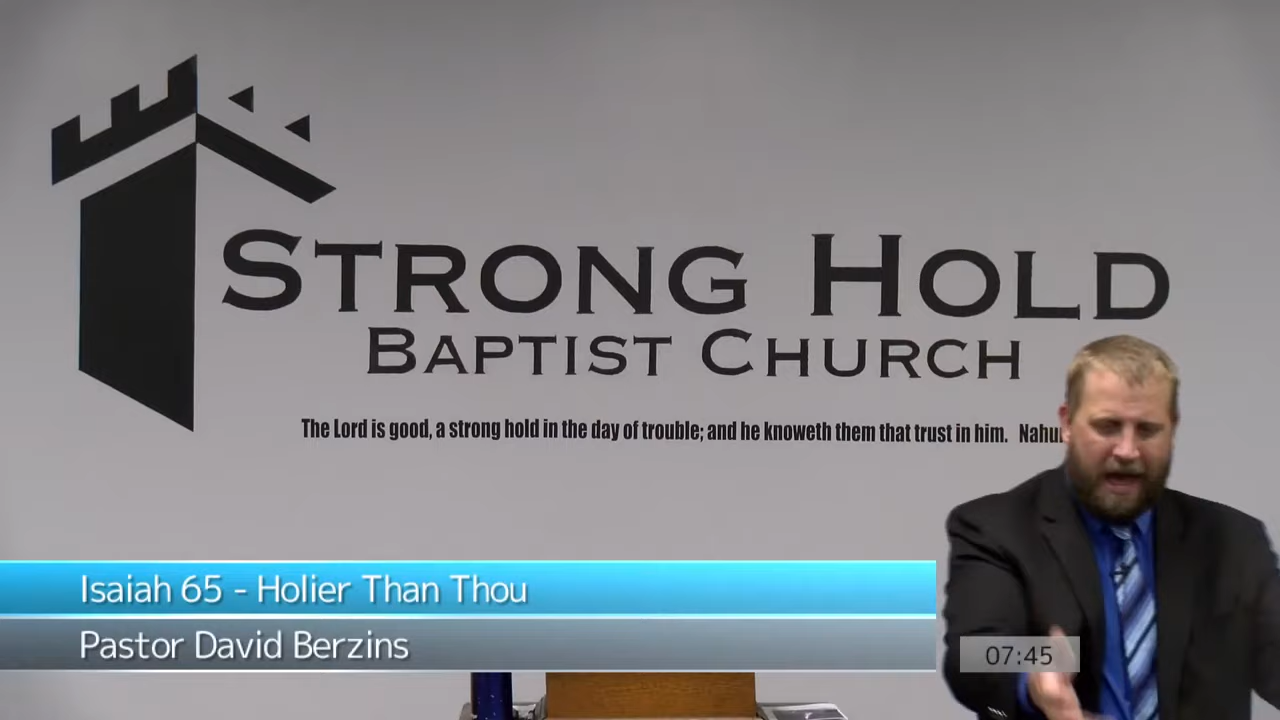 STRONG HOLD
BAPTIST CHURCH
The Lord is good, a strong hold in the day of trouble; and he knoweth them that trust in him.
Isaiah 65 - Holier Than Thou
Pastor David Berzins
07:45